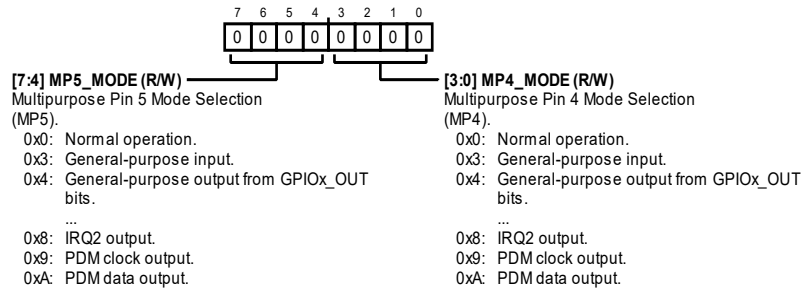 7 6 5 4 3 2 1 0
0 0 0 0 0 0 0 0
[7:4] MP5_MODE (R/W)
Multipurpose Pin 5 Mode Selection
(MP5).
0x0: Normal operation.
0x3: General-purpose input.
0x4: General-purpose output from GPIOx_OUT
bits.
...
0x8: IRQ2 output.
0x9: PDM clock output.
0xA: PDM data output.
[3:0] MP4_MODE (R/W)
Multipurpose Pin 4 Mode Selection
(MP4).
0x0: Normal operation.
0x3: General-purpose input.
0x4: General-purpose output from GPIOx_OUT
bits.
...
0x8: IRQ2 output.
0x9: PDM clock output.
0xA: PDM data output.